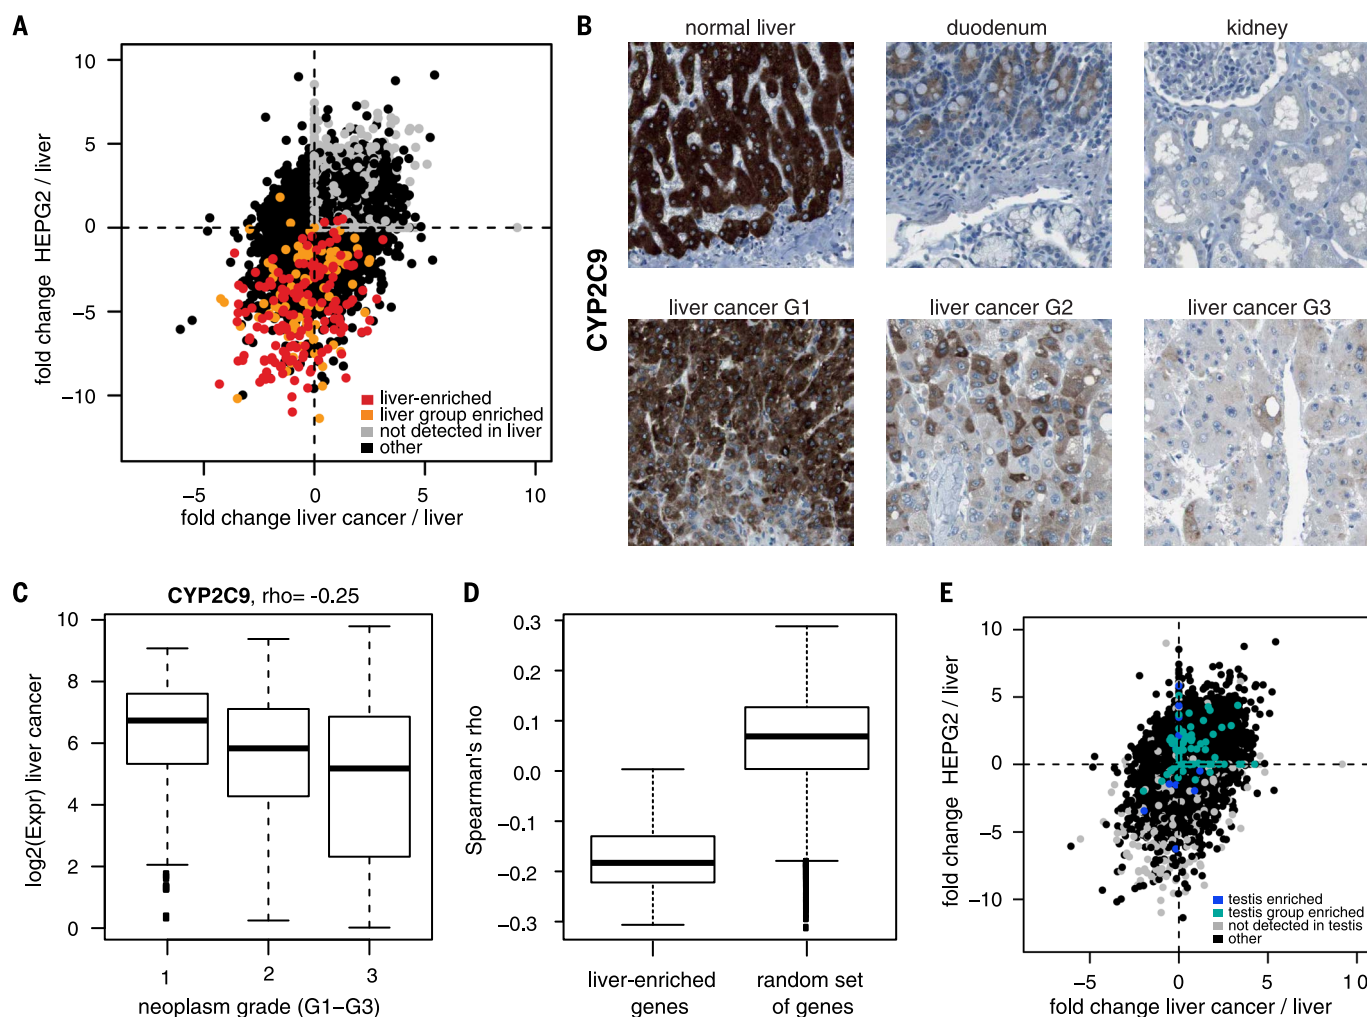 A
fold change HEPG2 / liver
10
5
0
−5
−10
liver-enriched
liver group enriched
not detected in liver
other
−5
0
5
10
fold change liver cancer / liver
B
CYP2C9
normal liver
duodenum
kidney
liver cancer G1
liver cancer G2
liver cancer G3
C
CYP2C9, rho= -0.25
log2(Expr) liver cancer
10
8
6
4
2
0
1
2
3
neoplasm grade (G1−G3)
D
Spearman's rho
0.3
0.2
0.1
0.0
−0.1
−0.2
−0.3
liver-enriched
genes
random set
of genes
E
fold change HEPG2 / liver
10
5
0
−5
−10
testis enriched
testis group enriched
not detected in testis
other
−5
0
5
10
fold change liver cancer / liver